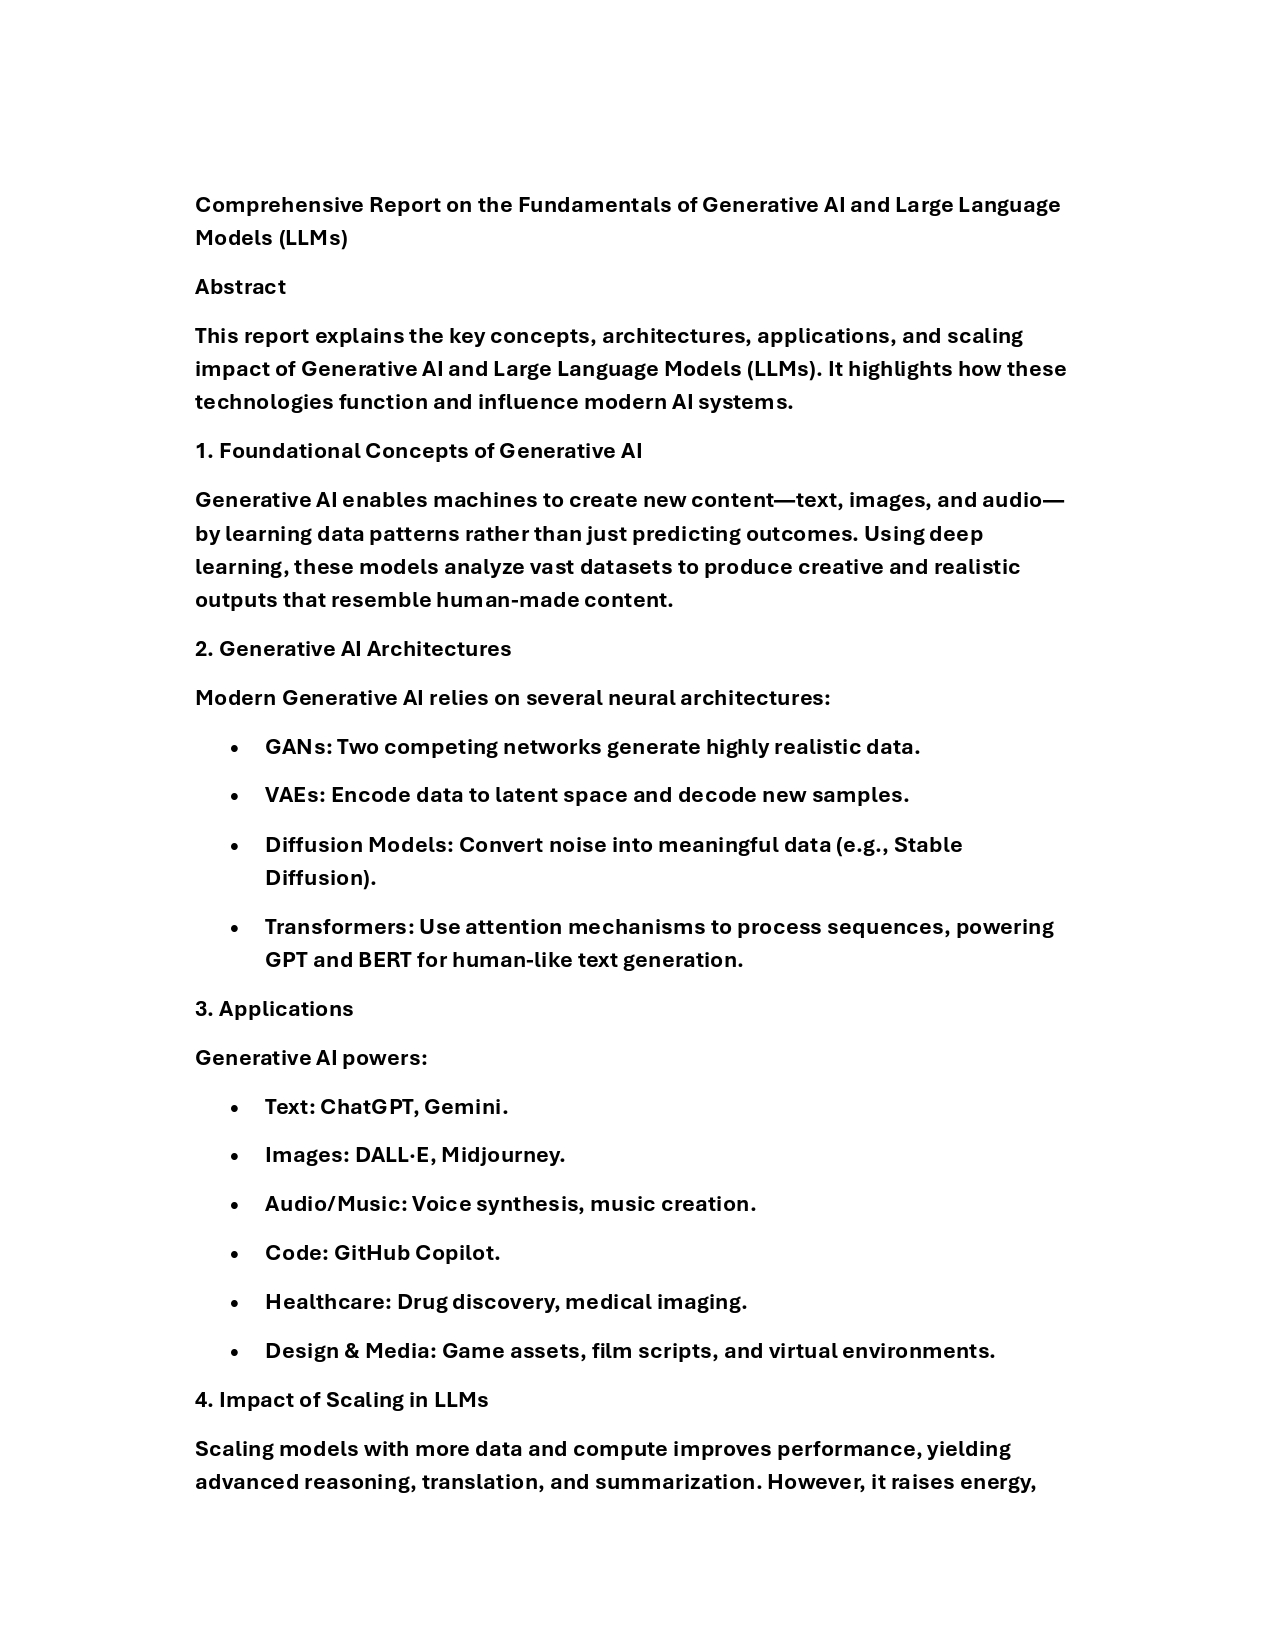 Comprehensive Report on the Fundamentals of Generative AI and Large Language
Models (LLMs)
Abstract
This report explains the key concepts, architectures, applications, and scaling
impact of Generative AI and Large Language Models (LLMs). It highlights how these
technologies function and influence modern AI systems.
1. Foundational Concepts of Generative AI
Generative AI enables machines to create new content—text, images, and audio—
by learning data patterns rather than just predicting outcomes. Using deep
learning, these models analyze vast datasets to produce creative and realistic
outputs that resemble human-made content.
2. Generative AI Architectures
Modern Generative AI relies on several neural architectures:
• GANs: Two competing networks generate highly realistic data.
• VAEs: Encode data to latent space and decode new samples.
• Diffusion Models: Convert noise into meaningful data (e.g., Stable
Diffusion).
• Transformers: Use attention mechanisms to process sequences, powering
GPT and BERT for human-like text generation.
3. Applications
Generative AI powers:
• Text: ChatGPT, Gemini.
• Images: DALL·E, Midjourney.
• Audio/Music: Voice synthesis, music creation.
• Code: GitHub Copilot.
• Healthcare: Drug discovery, medical imaging.
• Design & Media: Game assets, film scripts, and virtual environments.
4. Impact of Scaling in LLMs
Scaling models with more data and compute improves performance, yielding
advanced reasoning, translation, and summarization. However, it raises energy,